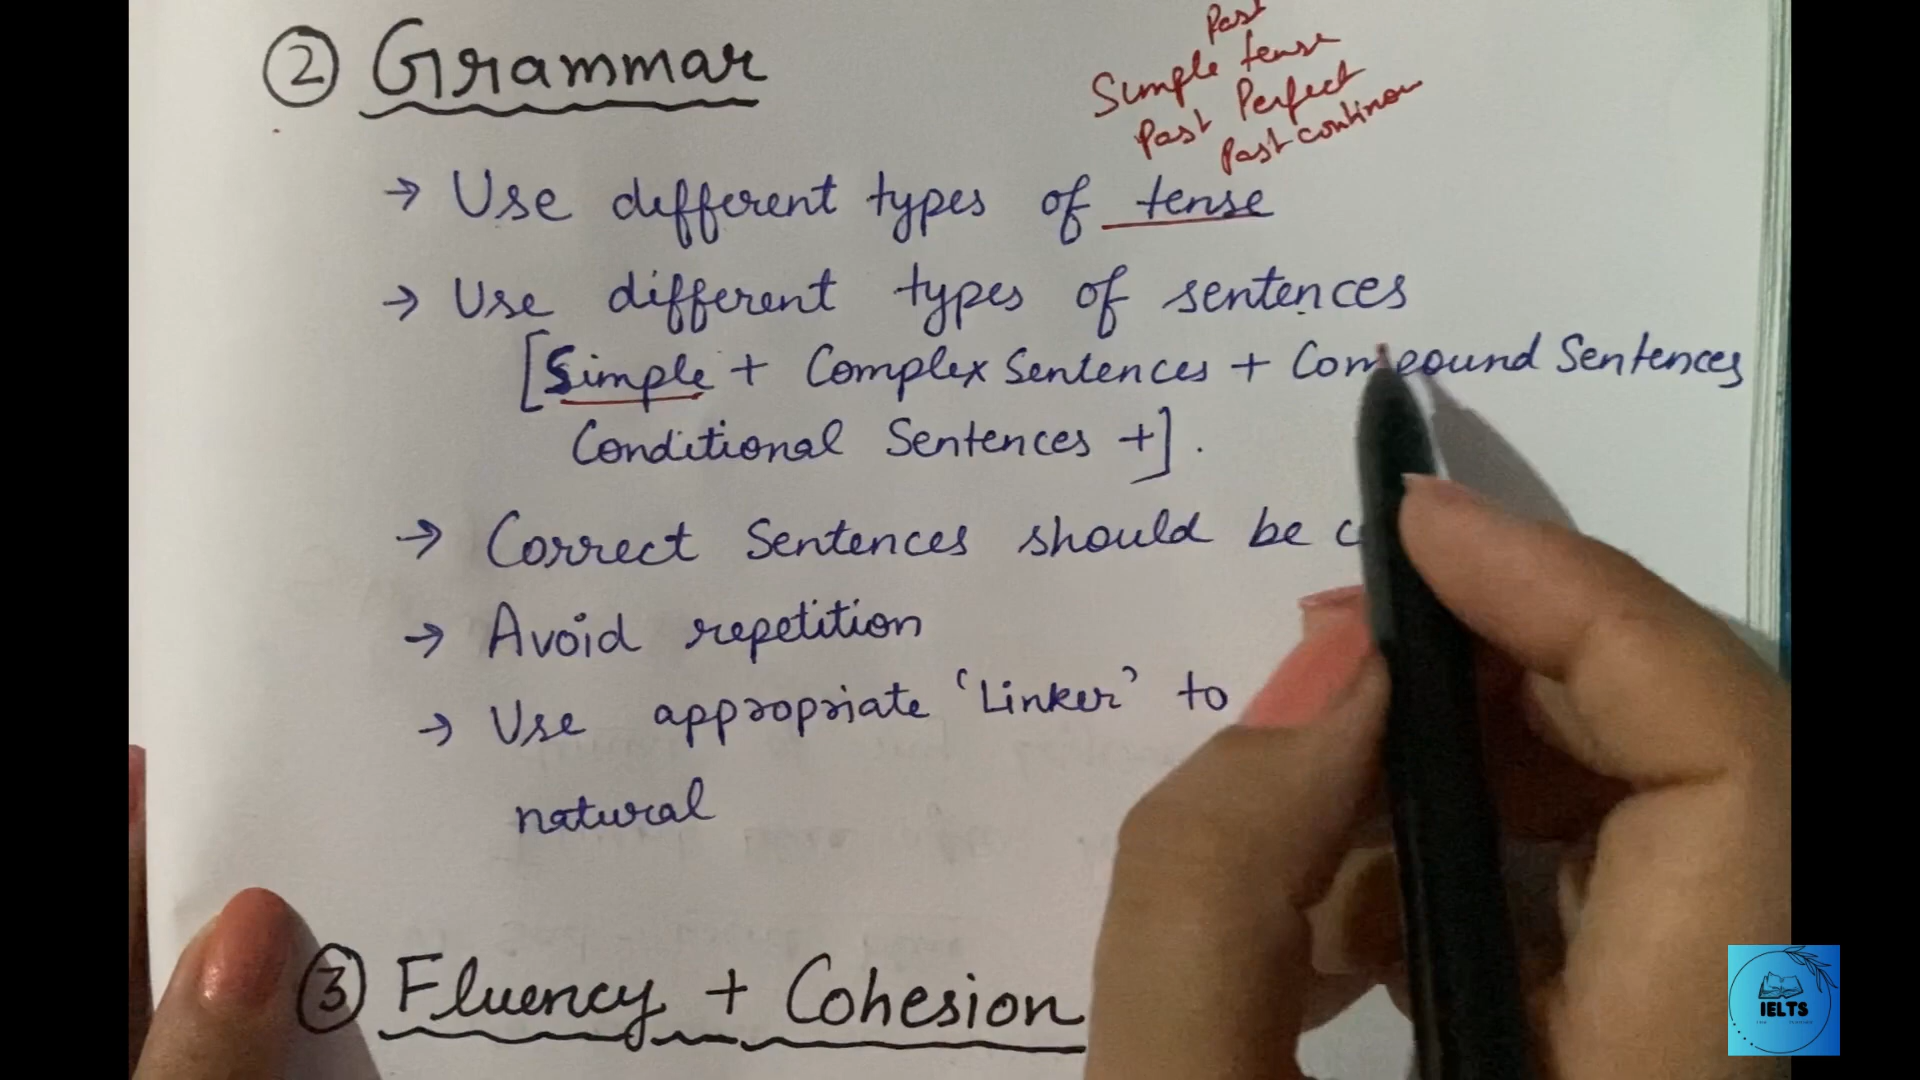 ② Grammar
Past
Simple tense
Past Perfect
Past continou
→ Use different types of tense
→ Use different types of sentences
[Simple + Complex Sentences + Compound Sentences
Conditional Sentences +].
→ Correct Sentences should be
→ Avoid repetition
→ Use appropriate 'Linker' to
natural
③ Fluency + Cohesion
IELTS